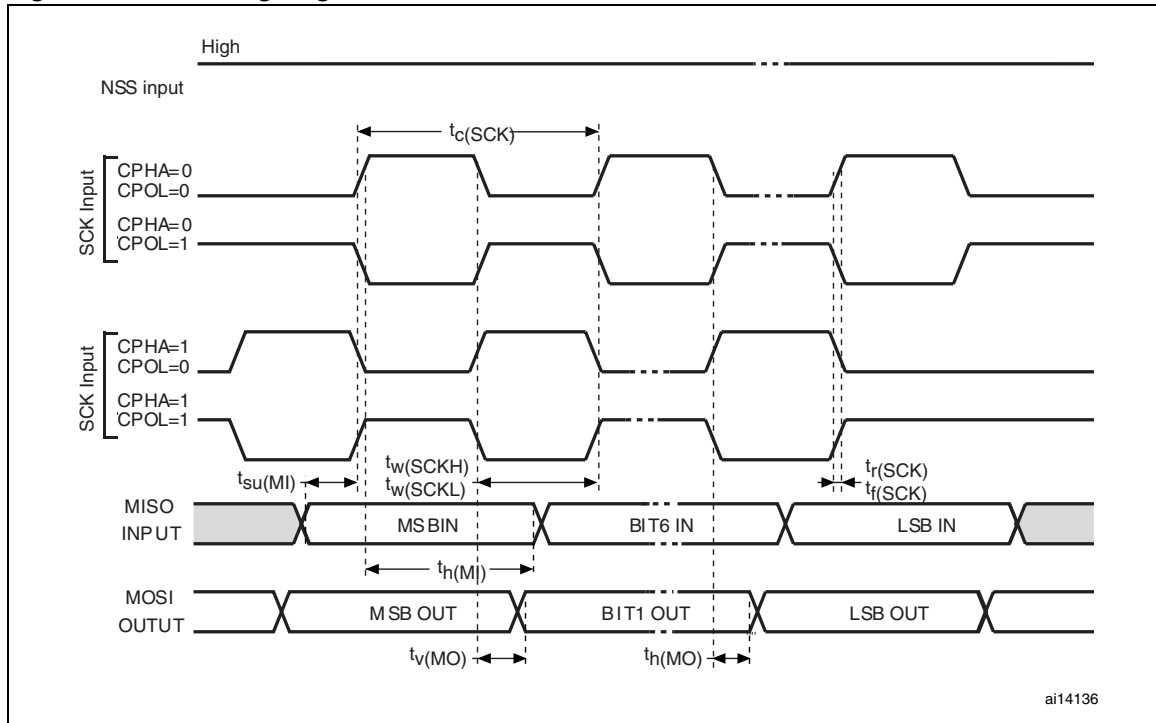 High
NSS input
tc(SCK)
SCK Input
CPHA=0
CPOL=0
CPHA=0
CPOL=1
SCK Input
CPHA=1
CPOL=0
CPHA=1
CPOL=1
tsu(MI)
tw(SCKH)
tw(SCKL)
tr(SCK)
tf(SCK)
MISO
INPUT
MSBIN
BIT6 IN
LSB IN
th(MI)
MOSI
OUTUT
MSB OUT
BIT1 OUT
LSB OUT
tv(MO)
th(MO)
ai14136